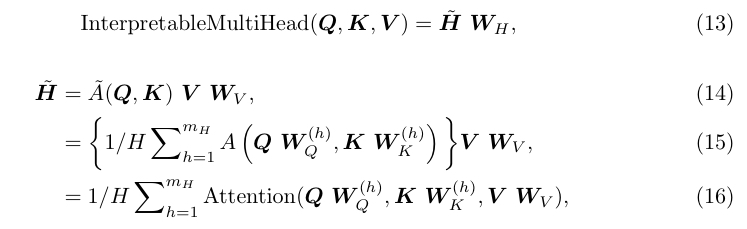 InterpretableMultiHead(Q, K, V) = H̃ W_H, (13)
H̃ = Ã(Q, K) V W_V, (14)
= {1/H ∑_{h=1}^{m_H} A(Q W_Q^{(h)}, K W_K^{(h)})} V W_V, (15)
= 1/H ∑_{h=1}^{m_H} Attention(Q W_Q^{(h)}, K W_K^{(h)}, V W_V), (16)